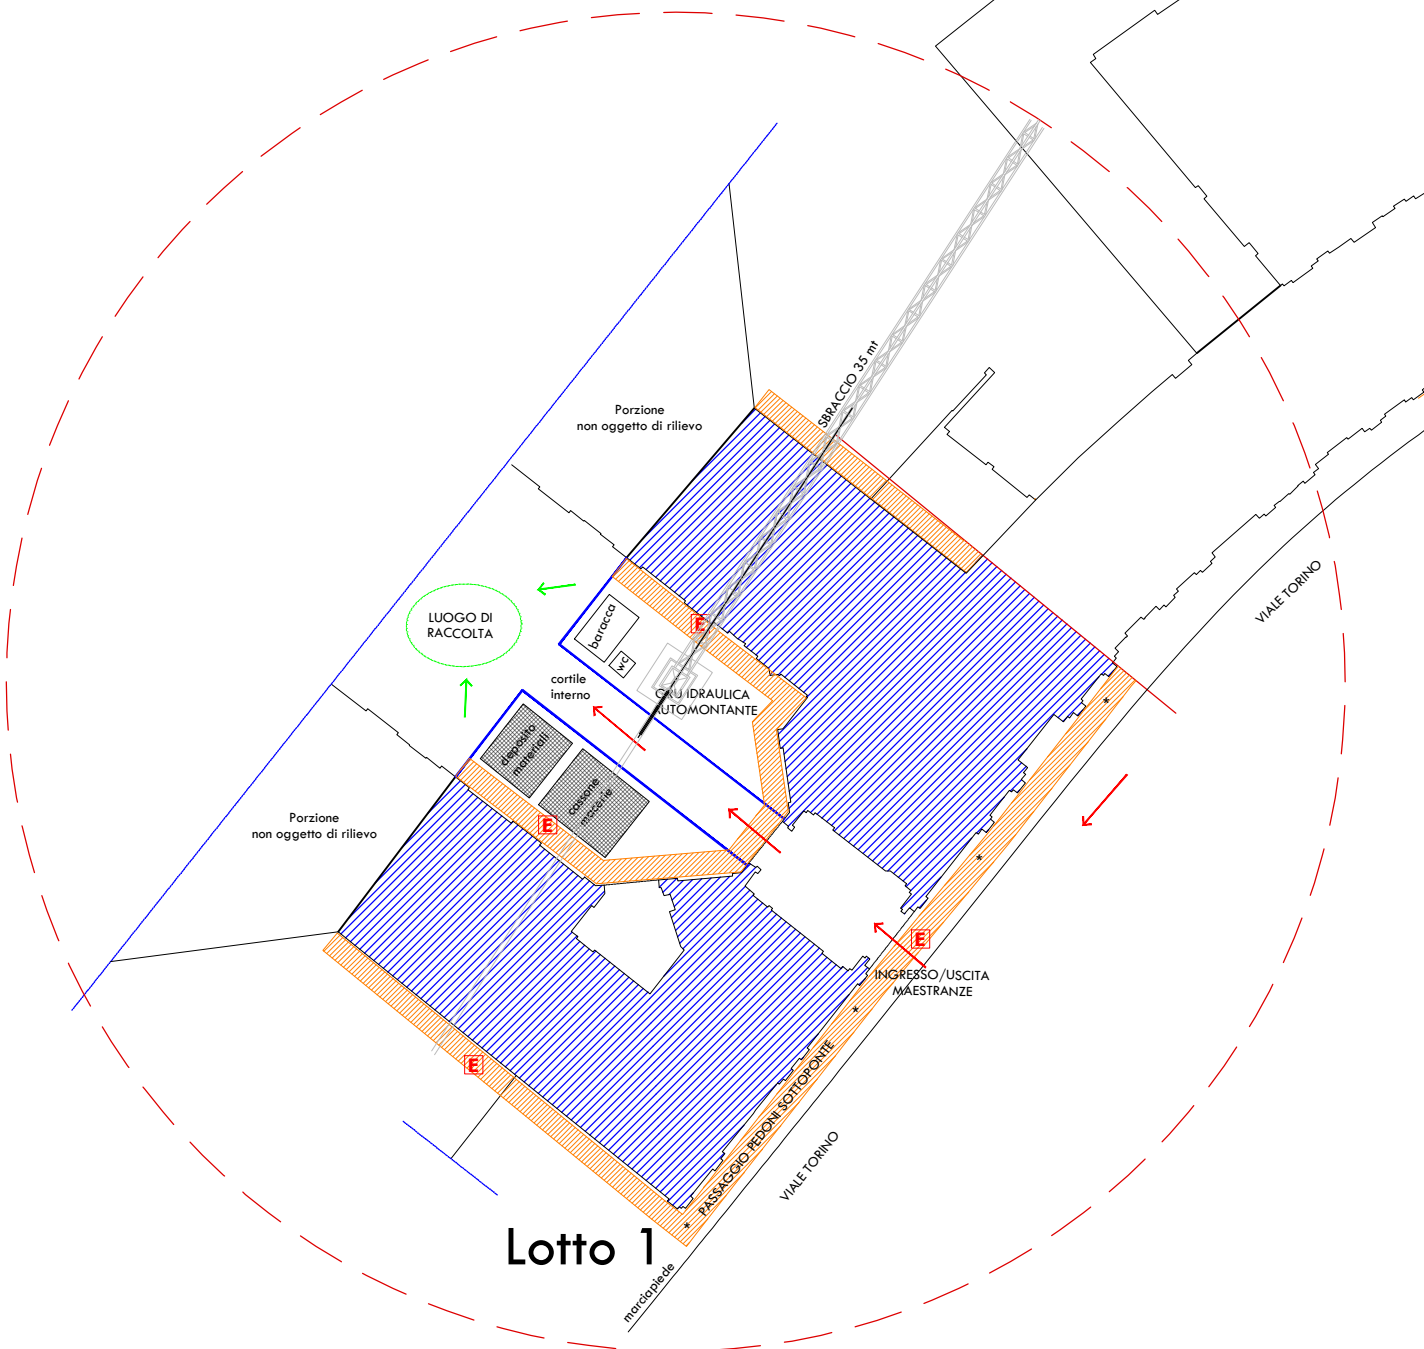 SBRACCIO 35 mt
Porzione
non oggetto di rilievo
VIALE TORINO
LUOGO DI
RACCOLTA
baracca
E
wc
cortile
interno
GRU IDRAULICA
AUTOMONTANTE
*
deposito
materiali
cassone
macerie
E
Porzione
non oggetto di rilievo
*
E
INGRESSO/USCITA
MAESTRANZE
*
E
PASSAGGIO PEDONI SOTTOPONTE
VIALE TORINO
*
Lotto 1
marciapiede